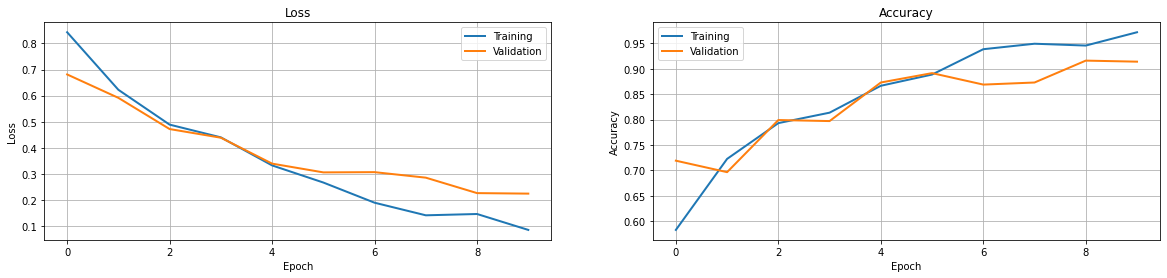 Loss
Training
Validation
0.8
0.7
0.6
0.5
0.4
0.3
0.2
0.1
Loss
0 2 4 6 8
Epoch
Accuracy
Training
Validation
0.95
0.90
0.85
0.80
0.75
0.70
0.65
0.60
Accuracy
0 2 4 6 8
Epoch